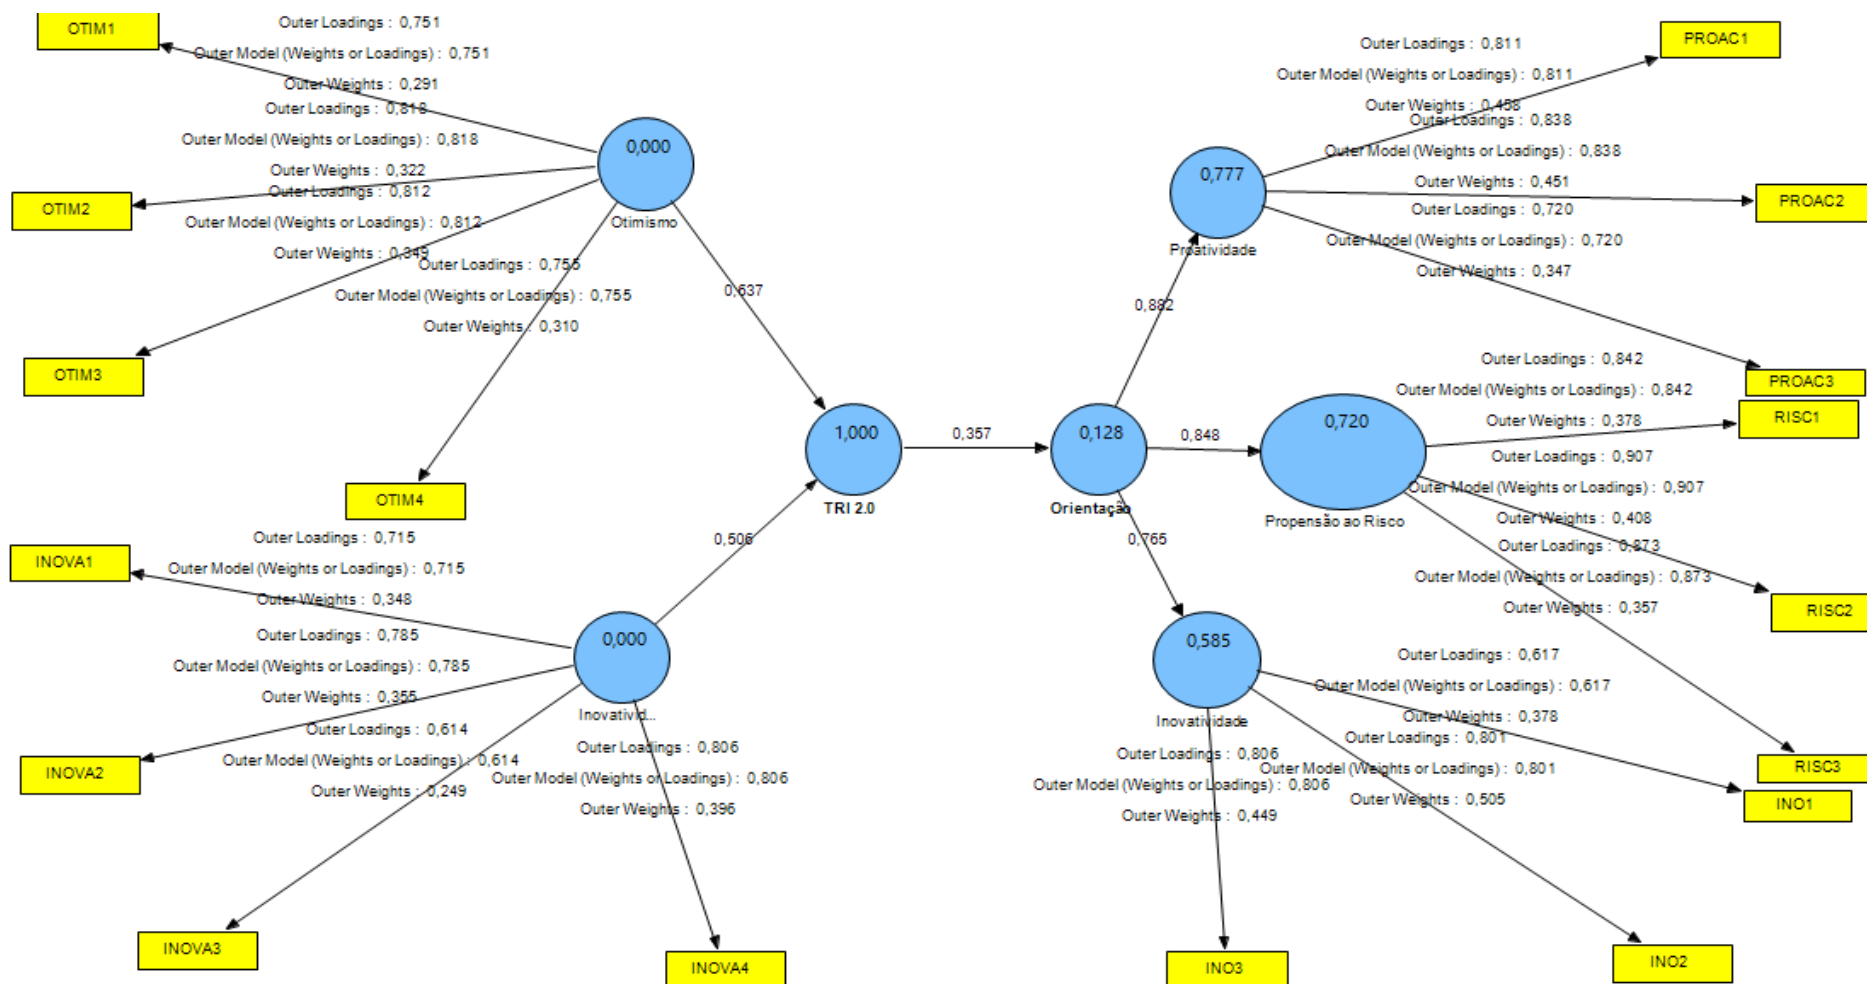 OTIM1
Outer Loadings : 0,751
Outer Model (Weights or Loadings) : 0,751
Outer Weights : 0,291
Outer Loadings : 0,818
Outer Model (Weights or Loadings) : 0,818
Outer Weights : 0,322
OTIM2
Outer Loadings : 0,812
Outer Model (Weights or Loadings) : 0,812
Outer Weights : 0,349
OTIM3
Outer Loadings : 0,755
Outer Model (Weights or Loadings) : 0,755
Outer Weights : 0,310
OTIM4
0,000
Otimismo
0,637
INOVA1
Outer Loadings : 0,715
Outer Model (Weights or Loadings) : 0,715
Outer Weights : 0,348
Outer Loadings : 0,785
Outer Model (Weights or Loadings) : 0,785
Outer Weights : 0,355
INOVA2
Outer Loadings : 0,614
Outer Model (Weights or Loadings) : 0,614
Outer Weights : 0,249
INOVA3
Outer Loadings : 0,806
Outer Model (Weights or Loadings) : 0,806
Outer Weights : 0,396
INOVA4
0,000
Inovativid...
0,506
1,000
TRI 2.0
0,357
0,128
Orientação
0,882
0,848
0,765
0,777
Proatividade
Outer Loadings : 0,811
Outer Model (Weights or Loadings) : 0,811
Outer Weights : 0,458
PROAC1
Outer Loadings : 0,838
Outer Model (Weights or Loadings) : 0,838
Outer Weights : 0,451
PROAC2
Outer Loadings : 0,720
Outer Model (Weights or Loadings) : 0,720
Outer Weights : 0,347
PROAC3
0,720
Propensão ao Risco
Outer Loadings : 0,842
Outer Model (Weights or Loadings) : 0,842
Outer Weights : 0,378
RISC1
Outer Loadings : 0,907
Outer Model (Weights or Loadings) : 0,907
Outer Weights : 0,408
RISC2
Outer Loadings : 0,873
Outer Model (Weights or Loadings) : 0,873
Outer Weights : 0,357
RISC3
0,585
Inovatividade
Outer Loadings : 0,617
Outer Model (Weights or Loadings) : 0,617
Outer Weights : 0,378
INO1
Outer Loadings : 0,801
Outer Model (Weights or Loadings) : 0,801
Outer Weights : 0,505
INO2
Outer Loadings : 0,806
Outer Model (Weights or Loadings) : 0,806
Outer Weights : 0,449
INO3